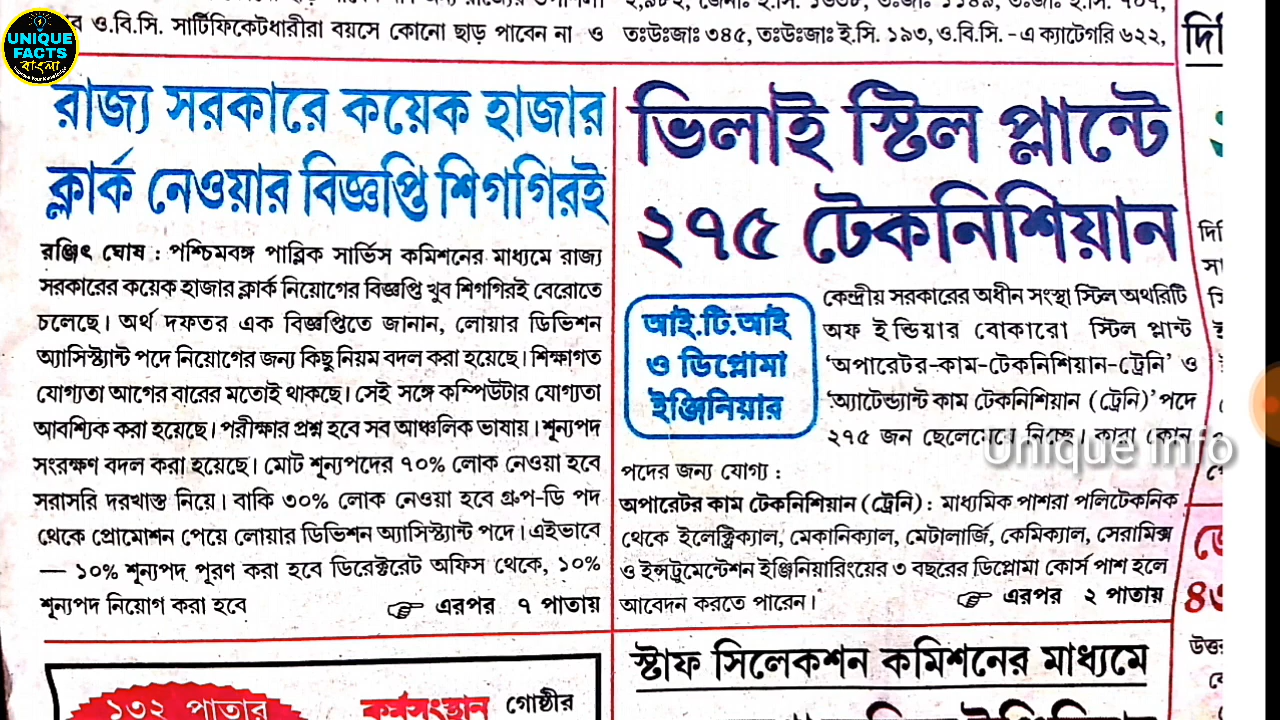 UNIQUE
FACTS
বাংলা
ও.বি.সি. সার্টিফিকেটধারীরা বয়সে কোনো ছাড় পাবেন না ও
রাজ্য সরকারে কয়েক হাজার
ক্লার্ক নেওয়ার বিজ্ঞপ্তি শিগগিরই
রঞ্জিৎ ঘোষ : পশ্চিমবঙ্গ পাব্লিক সার্ভিস কমিশনের মাধ্যমে রাজ্য
সরকারের কয়েক হাজার ক্লার্ক নিয়োগের বিজ্ঞপ্তি খুব শিগগিরই বেরোতে
চলেছে। অর্থ দফতর এক বিজ্ঞপ্তিতে জানান, লোয়ার ডিভিশন
অ্যাসিস্ট্যান্ট পদে নিয়োগের জন্য কিছু নিয়ম বদল করা হয়েছে। শিক্ষাগত
যোগ্যতা আগের বারের মতোই থাকছে। সেই সঙ্গে কম্পিউটার যোগ্যতা
আবশ্যিক করা হয়েছে। পরীক্ষার প্রশ্ন হবে সব আঞ্চলিক ভাষায়। শূন্যপদ
সংরক্ষণ বদল করা হয়েছে। মোট শূন্যপদের ৭০% লোক নেওয়া হবে
সরাসরি দরখাস্ত নিয়ে। বাকি ৩০% লোক নেওয়া হবে গ্রুপ-ডি পদ
থেকে প্রোমোশন পেয়ে লোয়ার ডিভিশন অ্যাসিস্ট্যান্ট পদে। এইভাবে
— ১০% শূন্যপদ পূরণ করা হবে ডিরেক্টরেট অফিস থেকে, ১০%
শূন্যপদ নিয়োগ করা হবে
☞ এরপর ৭ পাতায়
১৩২ পাতার
কর্মসংস্থান গোষ্ঠীর
তঃউঃজাঃ ৩৪৫, তঃউঃজাঃ ই.সি. ১৯৩, ও.বি.সি. -এ ক্যাটেগরি ৬২২,
ভিলাই স্টিল প্লান্টে
২৭৫ টেকনিশিয়ান
আই.টি.আই
ও ডিপ্লোমা
ইঞ্জিনিয়ার
কেন্দ্রীয় সরকারের অধীন সংস্থা স্টিল অথরিটি
অফ ইন্ডিয়ার বোকারো স্টিল প্লান্ট
'অপারেটর-কাম-টেকনিশিয়ান-ট্রেনি' ও
'অ্যাটেন্ড্যান্ট কাম টেকনিশিয়ান (ট্রেনি)' পদে
২৭৫ জন ছেলেমেয়ে নিচ্ছে। কারা কোন
পদের জন্য যোগ্য :
অপারেটর কাম টেকনিশিয়ান (ট্রেনি) : মাধ্যমিক পাশরা পলিটেকনিক
থেকে ইলেক্ট্রিক্যাল, মেকানিক্যাল, মেটালার্জি, কেমিক্যাল, সেরামিক্স
ও ইন্সট্রুমেন্টেশন ইঞ্জিনিয়ারিংয়ের ৩ বছরের ডিপ্লোমা কোর্স পাশ হলে
আবেদন করতে পারেন।
☞ এরপর ২ পাতায়
স্টাফ সিলেকশন কমিশনের মাধ্যমে
Unique Info